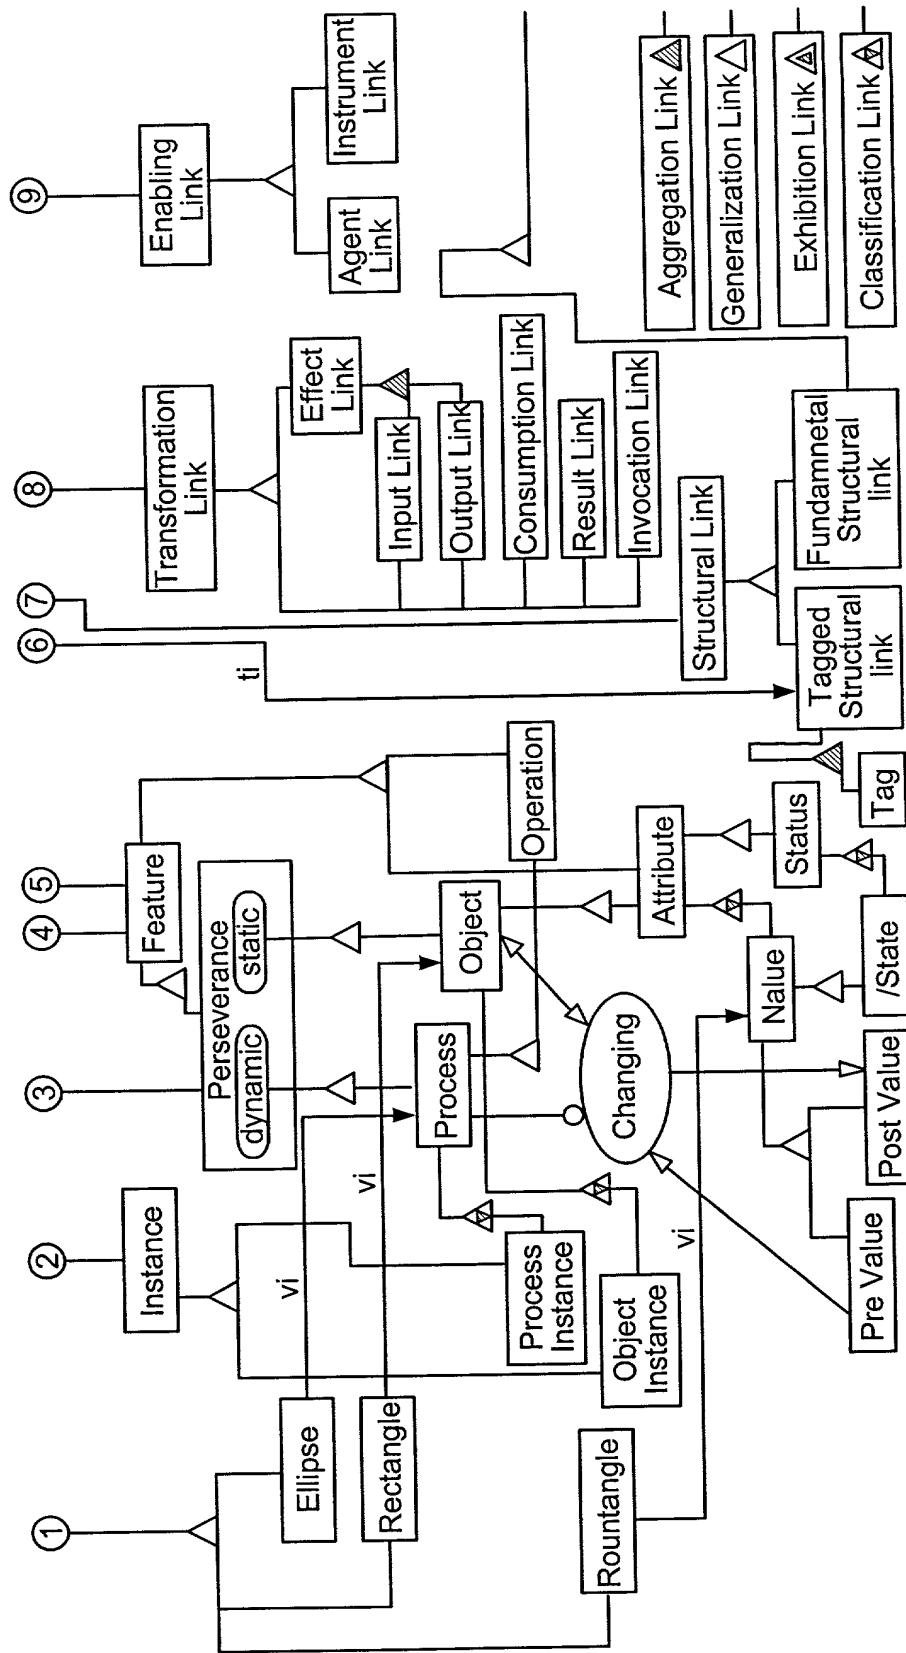 1
2
3
4
5
6
7
8
9
Instance
Feature
Transformation
Link
Enabling
Link
Perseverance
dynamic
static
ti
vi
Ellipse
vi
Rectangle
Process
Object
Operation
Effect
Link
Agent
Link
Instrument
Link
Input Link
Output Link
Consumption Link
Result Link
Invocation Link
Process
Instance
Object
Instance
Rountangle
Changing
Attribute
Structural Link
vi
Nalue
Status
Tagged
Structural
link
Fundamnetal
Structural
link
Pre Value
Post Value
/State
Tag
Aggregation Link
Generalization Link
Exhibition Link
Classification Link